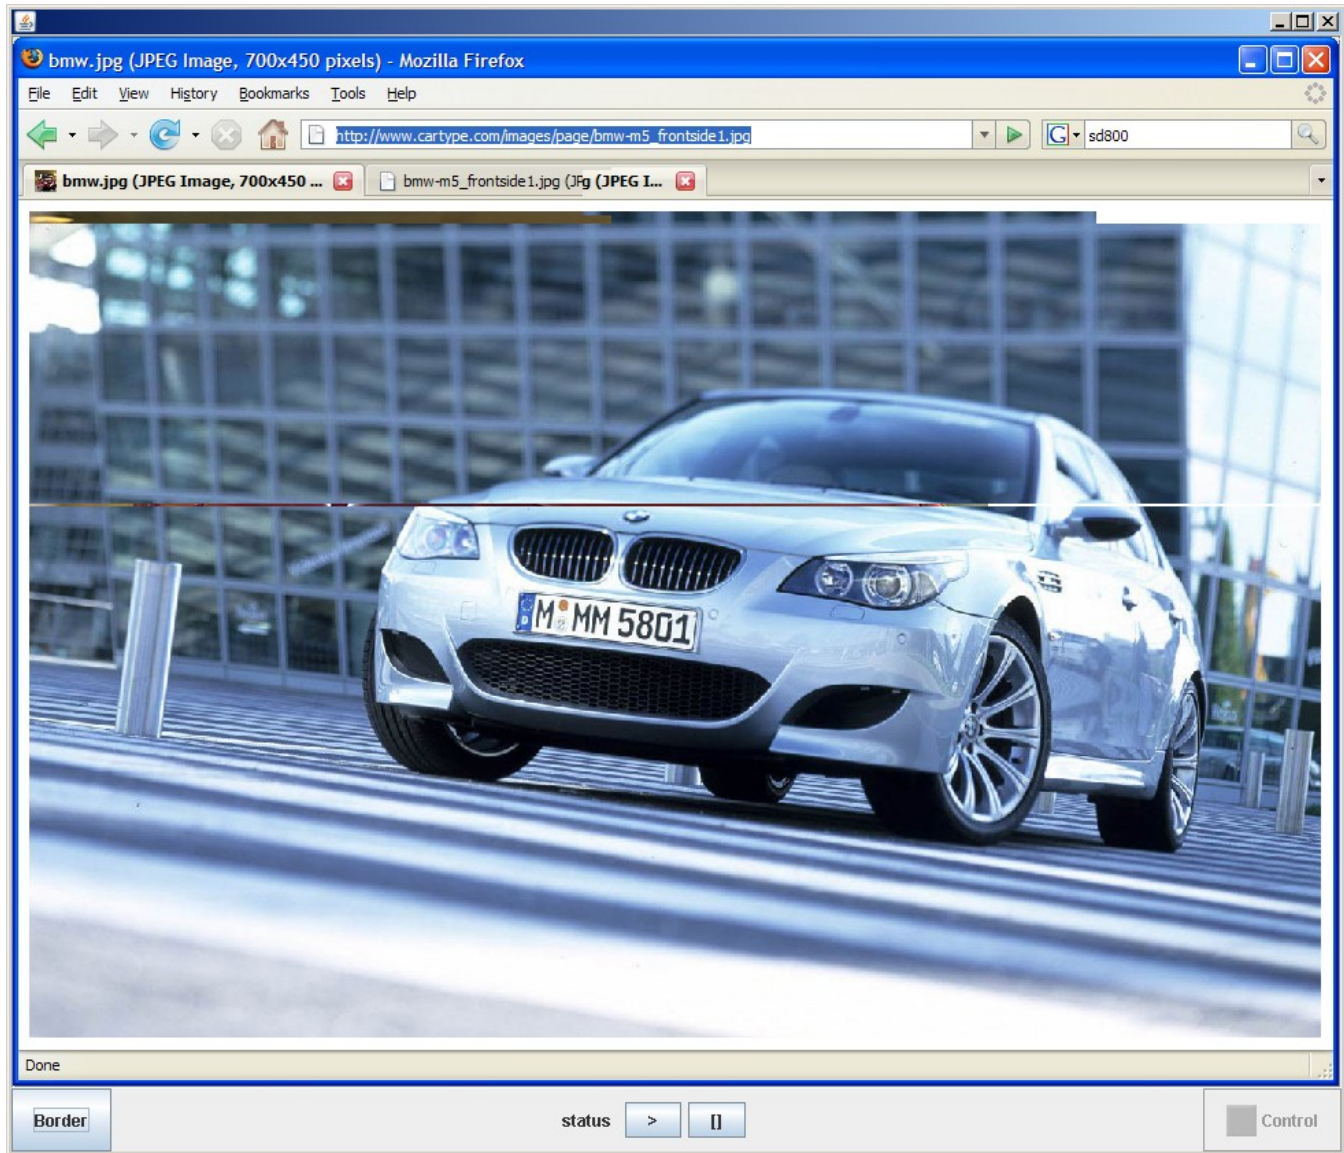 bmw.jpg (JPEG Image, 700x450 pixels) - Mozilla Firefox
File Edit View History Bookmarks Tools Help
http://www.cartype.com/images/page/bmw-m5_frontside1.jpg
G sd800
bmw.jpg (JPEG Image, 700x450 ... bmw-m5_frontside1.jpg (JFg (JPEG I...
M MM 5801
Done
Border status > [] Control